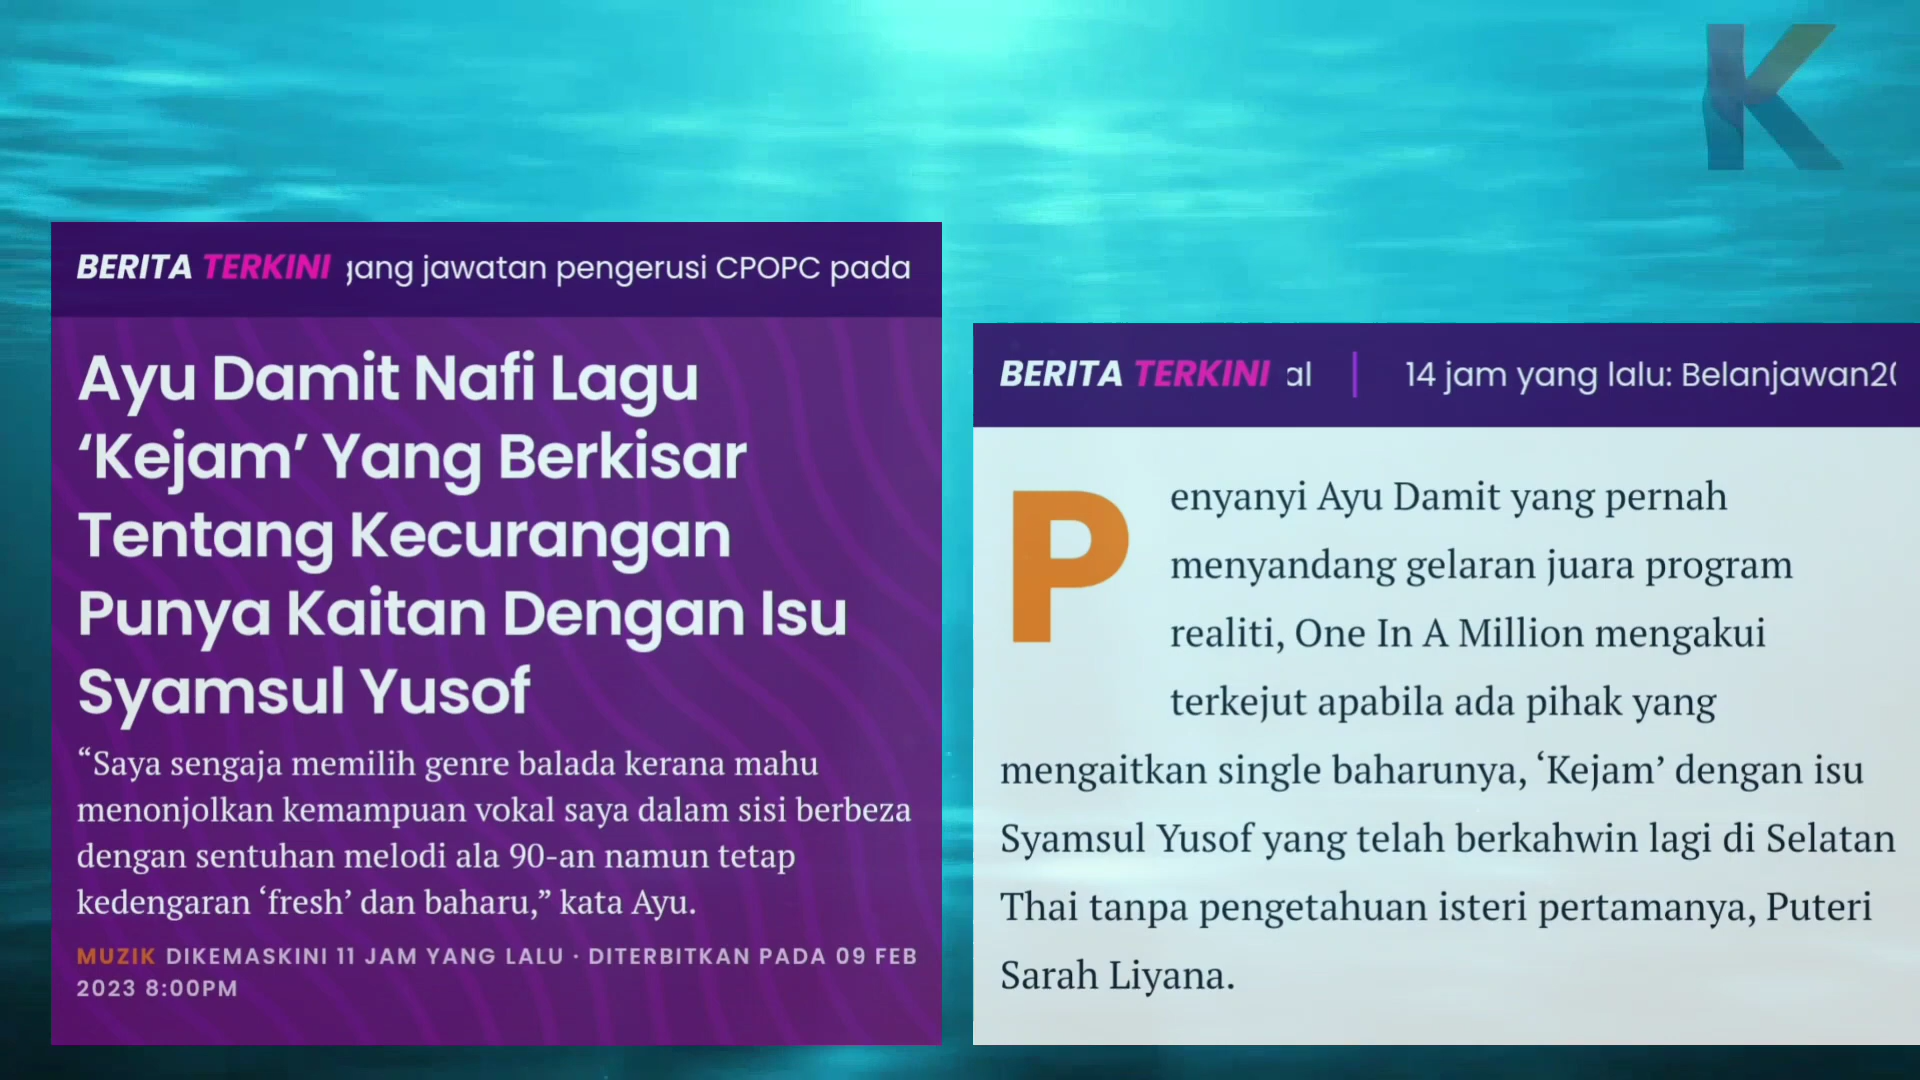 K
BERITA TERKINI gang jawatan pengerusi CPOPC pada
Ayu Damit Nafi Lagu
‘Kejam’ Yang Berkisar
Tentang Kecurangan
Punya Kaitan Dengan Isu
Syamsul Yusof
“Saya sengaja memilih genre balada kerana mahu
menonjolkan kemampuan vokal saya dalam sisi berbeza
dengan sentuhan melodi ala 90-an namun tetap
kedengaran ‘fresh’ dan baharu,” kata Ayu.
MUZIK DIKEMASKINI 11 JAM YANG LALU · DITERBITKAN PADA 09 FEB
2023 8:00PM
BERITA TERKINI al | 14 jam yang lalu: Belanjawan20
Penyanyi Ayu Damit yang pernah
menyandang gelaran juara program
realiti, One In A Million mengakui
terkejut apabila ada pihak yang
mengaitkan single baharunya, ‘Kejam’ dengan isu
Syamsul Yusof yang telah berkahwin lagi di Selatan
Thai tanpa pengetahuan isteri pertamanya, Puteri
Sarah Liyana.